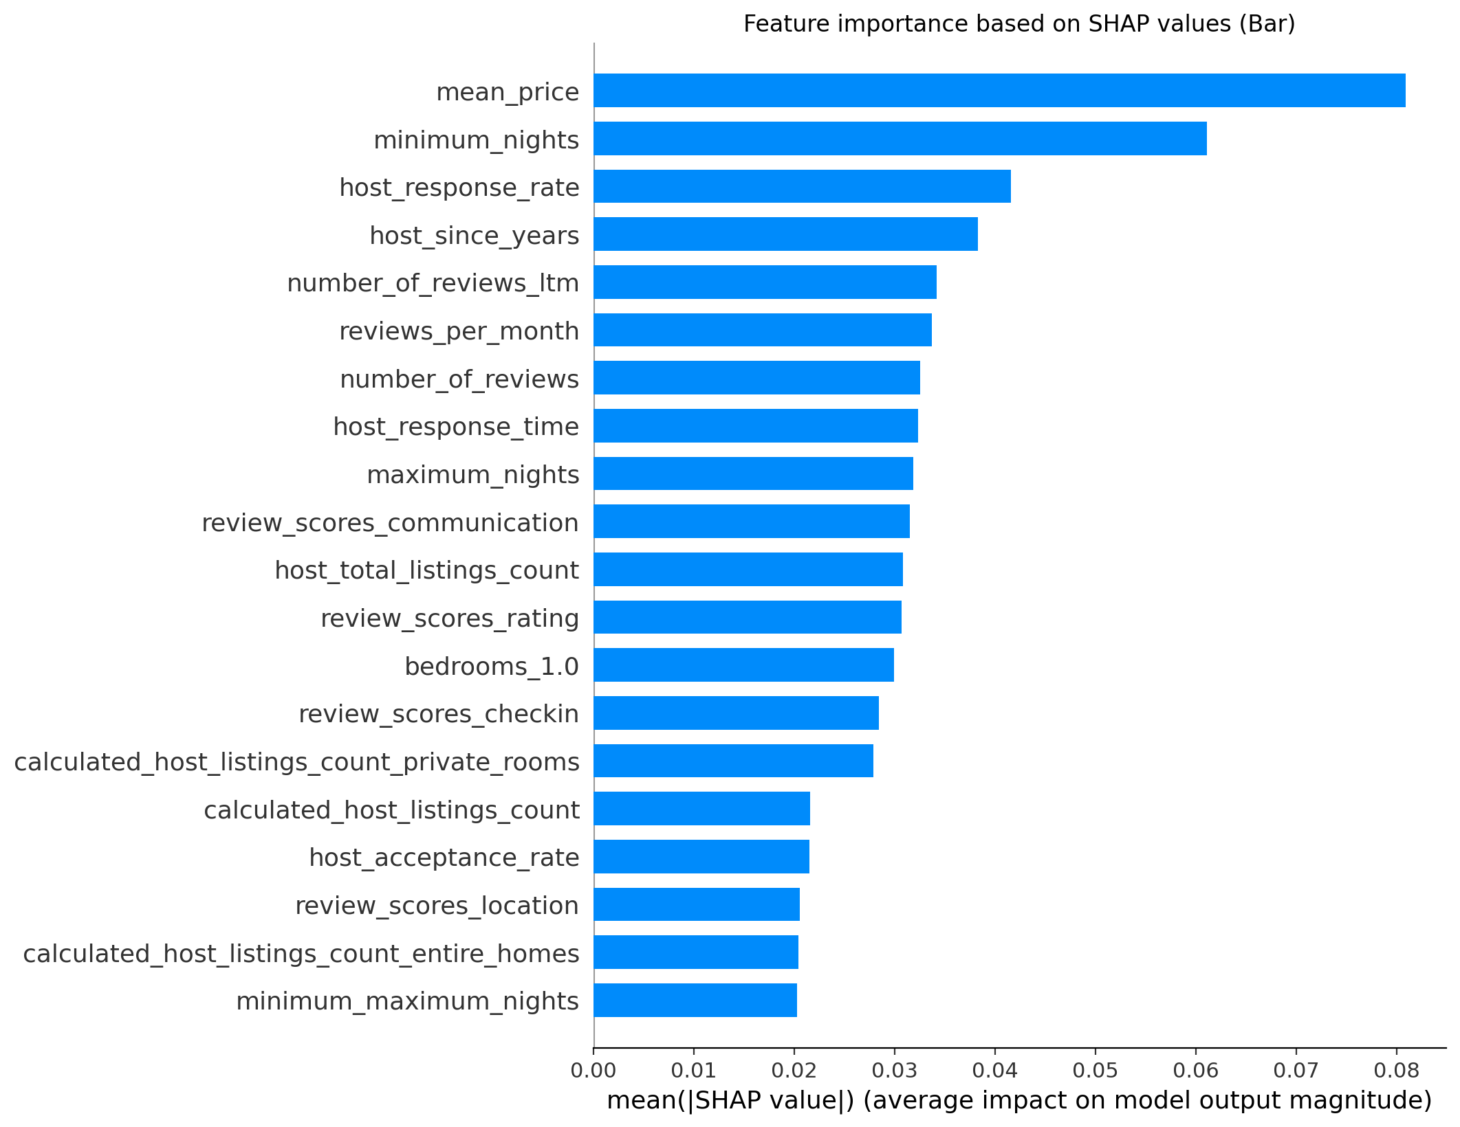 Feature importance based on SHAP values (Bar)
mean_price
minimum_nights
host_response_rate
host_since_years
number_of_reviews_ltm
reviews_per_month
number_of_reviews
host_response_time
maximum_nights
review_scores_communication
host_total_listings_count
review_scores_rating
bedrooms_1.0
review_scores_checkin
calculated_host_listings_count_private_rooms
calculated_host_listings_count
host_acceptance_rate
review_scores_location
calculated_host_listings_count_entire_homes
minimum_maximum_nights
0.00 0.01 0.02 0.03 0.04 0.05 0.06 0.07 0.08
mean(|SHAP value|) (average impact on model output magnitude)